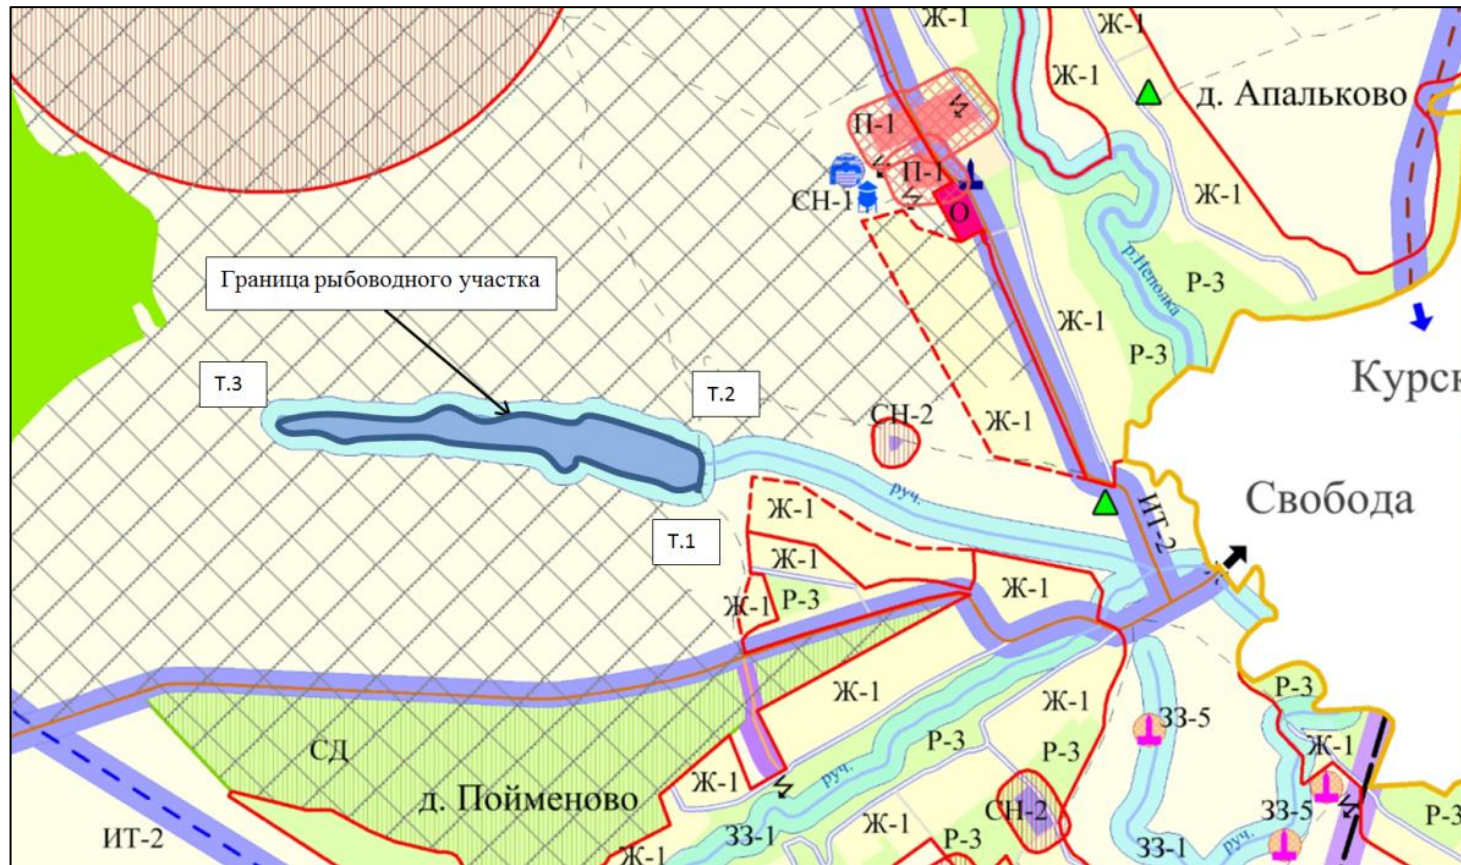 Ж-1
Ж-1
Ж-1
д. Апальково
П-1
П-1
СН-1
О
Ж-1
р.Неполка
Р-3
Граница рыбоводного участка
Ж-1
Р-3
Курск
Т.3
Т.2
СН-2
Ж-1
руч.
Свобода
ИТ-2
Ж-1
Т.1
Ж-1
Ж-1
Ж-1
Р-3
Ж-1
Р-3
Ж-1
ЗЗ-5
СД
Р-3
Р-3
Ж-1
руч.
Ж-1
д. Пойменово
СН-2
ЗЗ-5
Р-3
ИТ-2
ЗЗ-1
Ж-1
Р-3
руч.
Ж-1
ЗЗ-1